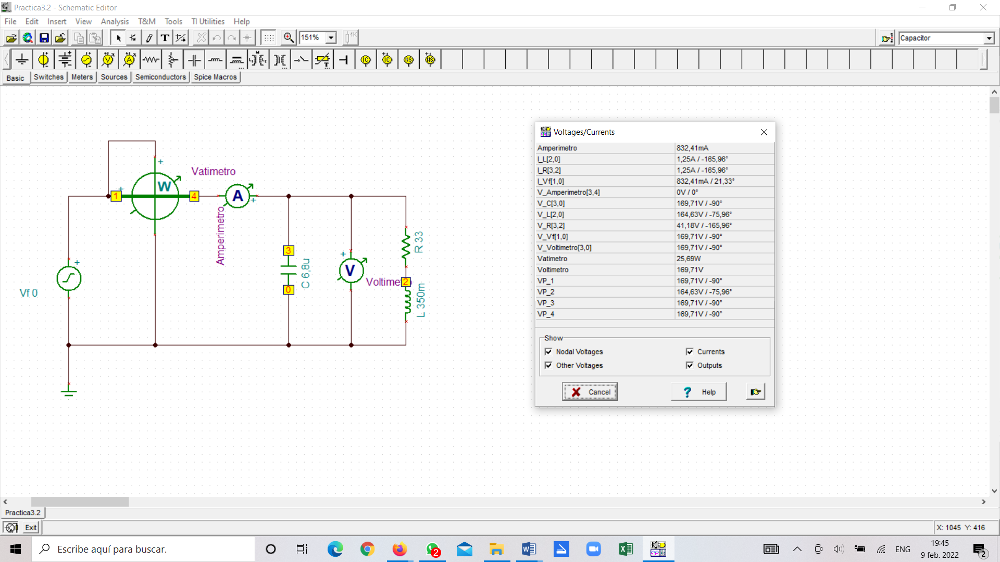 Practica3.2 - Schematic Editor
File Edit Insert View Analysis T&M Tools TI Utilities Help
151%
1K
Capacitor
Basic Switches Meters Sources Semiconductors Spice Macros
Vatimetro
W
1
4
A
Amperimetro
3
0
C 6,8u
V
R 33
2
L 350m
Vf 0
Voltages/Currents
Amperimetro 832,41mA
I_L[2,0] 1,25A / -165,96°
I_R[3,2] 1,25A / -165,96°
I_Vf[1,0] 832,41mA / 21,33°
V_Amperimetro[3,4] 0V / 0°
V_C[3,0] 169,71V / -90°
V_L[2,0] 164,63V / -75,96°
V_R[3,2] 41,18V / -165,96°
V_Vf[1,0] 169,71V / -90°
V_Voltimetro[3,0] 169,71V / -90°
Vatimetro 25,69W
Voltimetro 169,71V
VP_1 169,71V / -90°
VP_2 164,63V / -75,96°
VP_3 169,71V / -90°
VP_4 169,71V / -90°
Show
Nodal Voltages Currents
Other Voltages Outputs
Cancel Help
Practica3.2
Exit
X: 1045 Y: 416
Escribe aquí para buscar.
2
ENG
19:45
9 feb. 2022
2